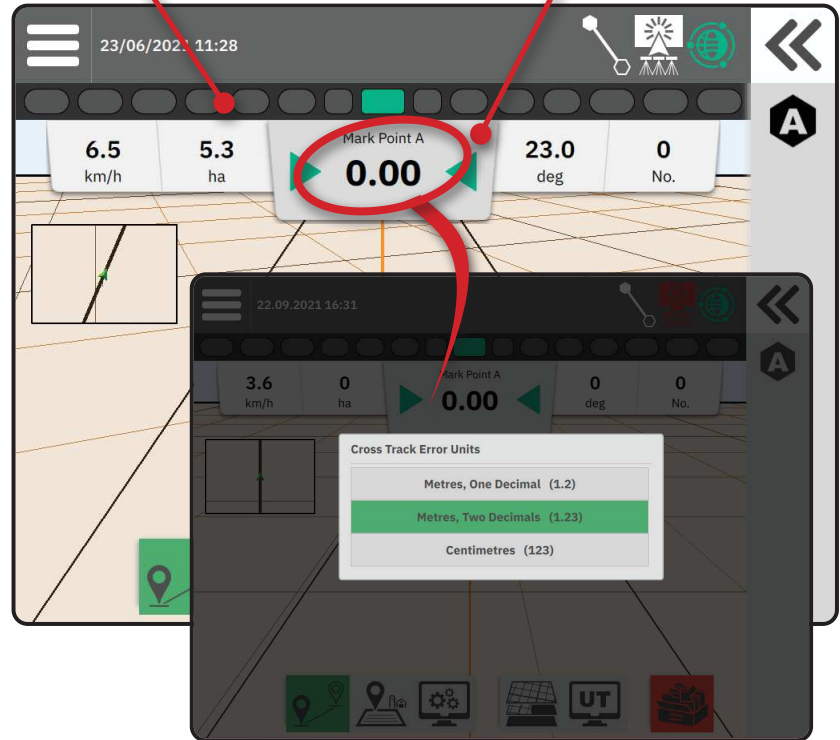 23/06/2021 11:28
A
Mark Point A
6.5 5.3 0.00 23.0 0
km/h ha deg No.
22.09.2021 16:31
A
Mark Point A
3.6 0 0.00 0 0
km/h ha deg No.
Cross Track Error Units
Metres, One Decimal (1.2)
Metres, Two Decimals (1.23)
Centimetres (123)
UT